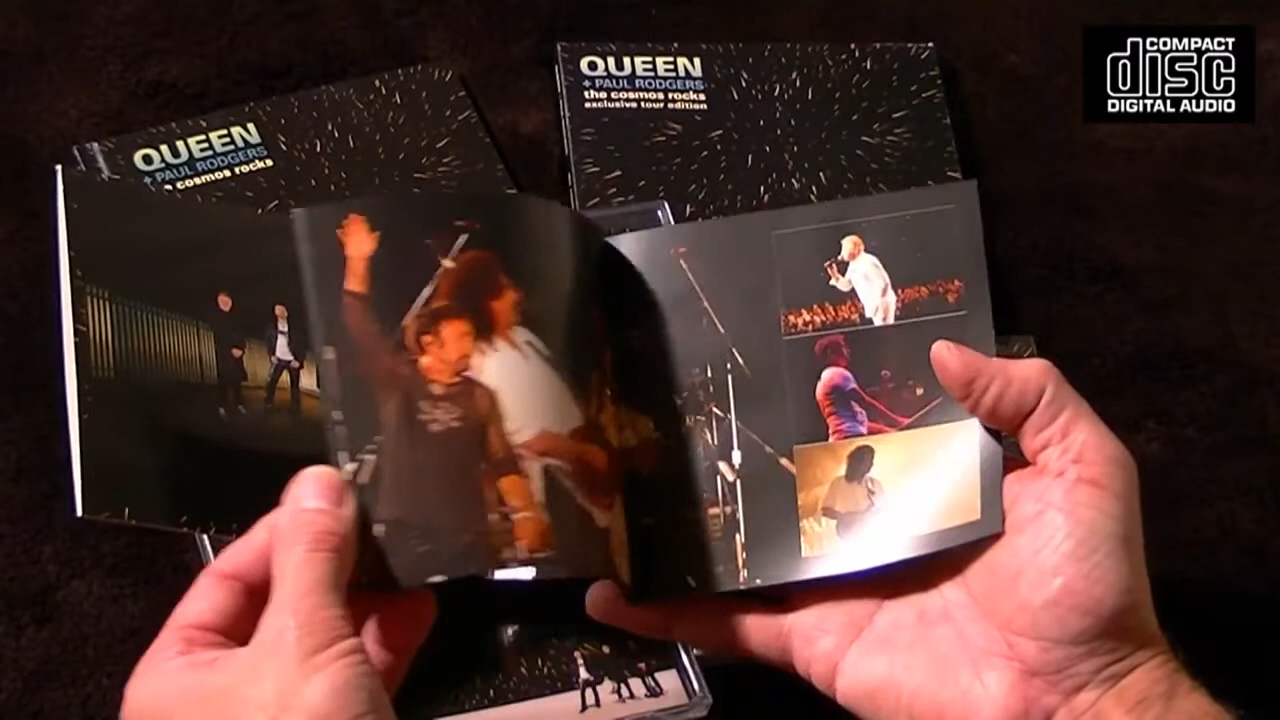 QUEEN
+ PAUL RODGERS
the cosmos rocks
QUEEN
+ PAUL RODGERS
the cosmos rocks
exclusive tour edition
COMPACT
disc
DIGITAL AUDIO